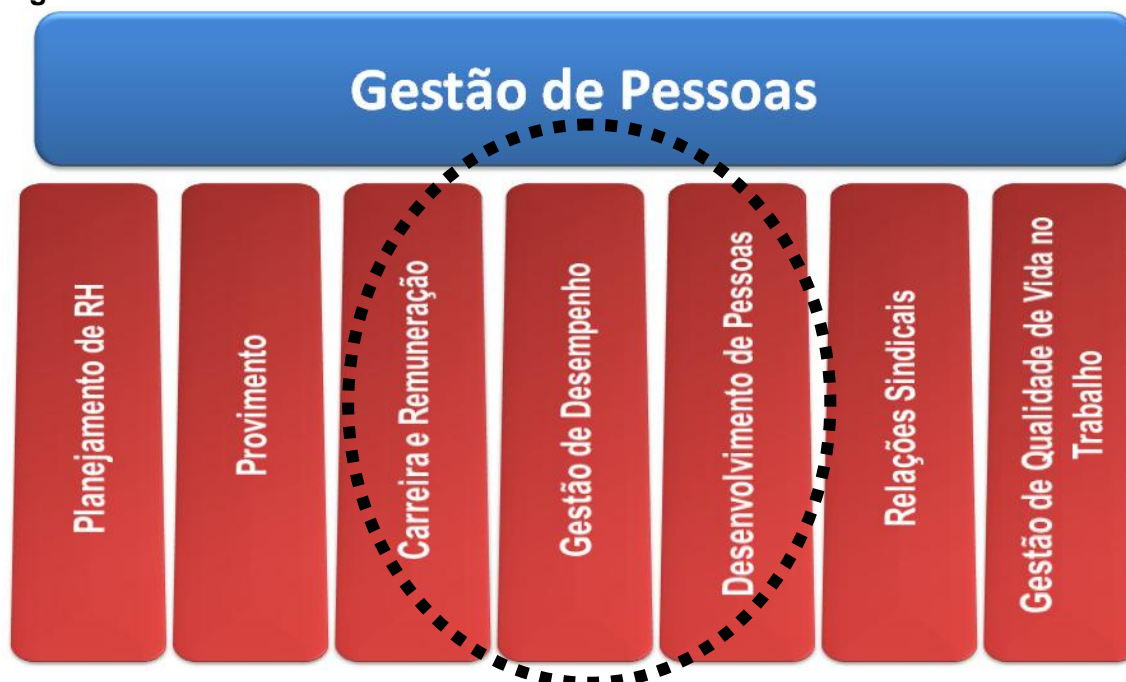 Gestão de Pessoas
Planejamento de RH
Provimento
Carreira e Remuneração
Gestão de Desempenho
Desenvolvimento de Pessoas
Relações Sindicais
Gestão de Qualidade de Vida no
Trabalho